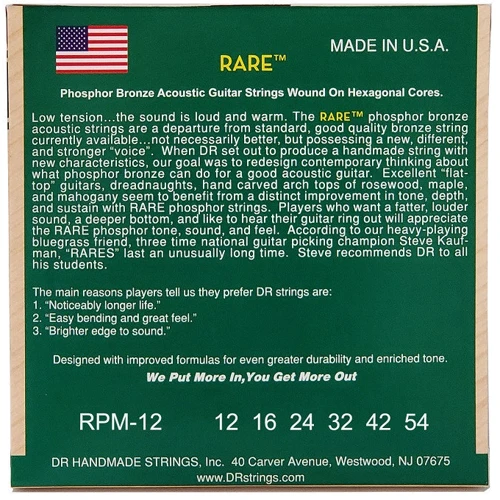 MADE IN U.S.A.
RARE™
Phosphor Bronze Acoustic Guitar Strings Wound On Hexagonal Cores.
Low tension...the sound is loud and warm. The RARE™ phosphor bronze
acoustic strings are a departure from standard, good quality bronze string
currently available...not necessarily better, but possessing a new, different,
and stronger "voice". When DR set out to produce a handmade string with
new characteristics, our goal was to redesign contemporary thinking about
what phosphor bronze can do for a good acoustic guitar. Excellent "flat-
top" guitars, dreadnaughts, hand carved arch tops of rosewood, maple,
and mahogany seem to benefit from a distinct improvement in tone, depth,
and sustain with RARE phosphor strings. Players who want a fatter, louder
sound, a deeper bottom, and like to hear their guitar ring out will appreciate
the RARE phosphor tone, sound, and feel. According to our heavy-playing
bluegrass friend, three time national guitar picking champion Steve Kauf-
man, "RARES" last an unusually long time. Steve recommends DR to all
his students.
The main reasons players tell us they prefer DR strings are:
1. "Noticeably longer life."
2. "Easy bending and great feel."
3. "Brighter edge to sound."
Designed with improved formulas for even greater durability and enriched tone.
We Put More In,You Get More Out
RPM-12 12 16 24 32 42 54
DR HANDMADE STRINGS, Inc. 40 Carver Avenue, Westwood, NJ 07675
www.DRstrings.com